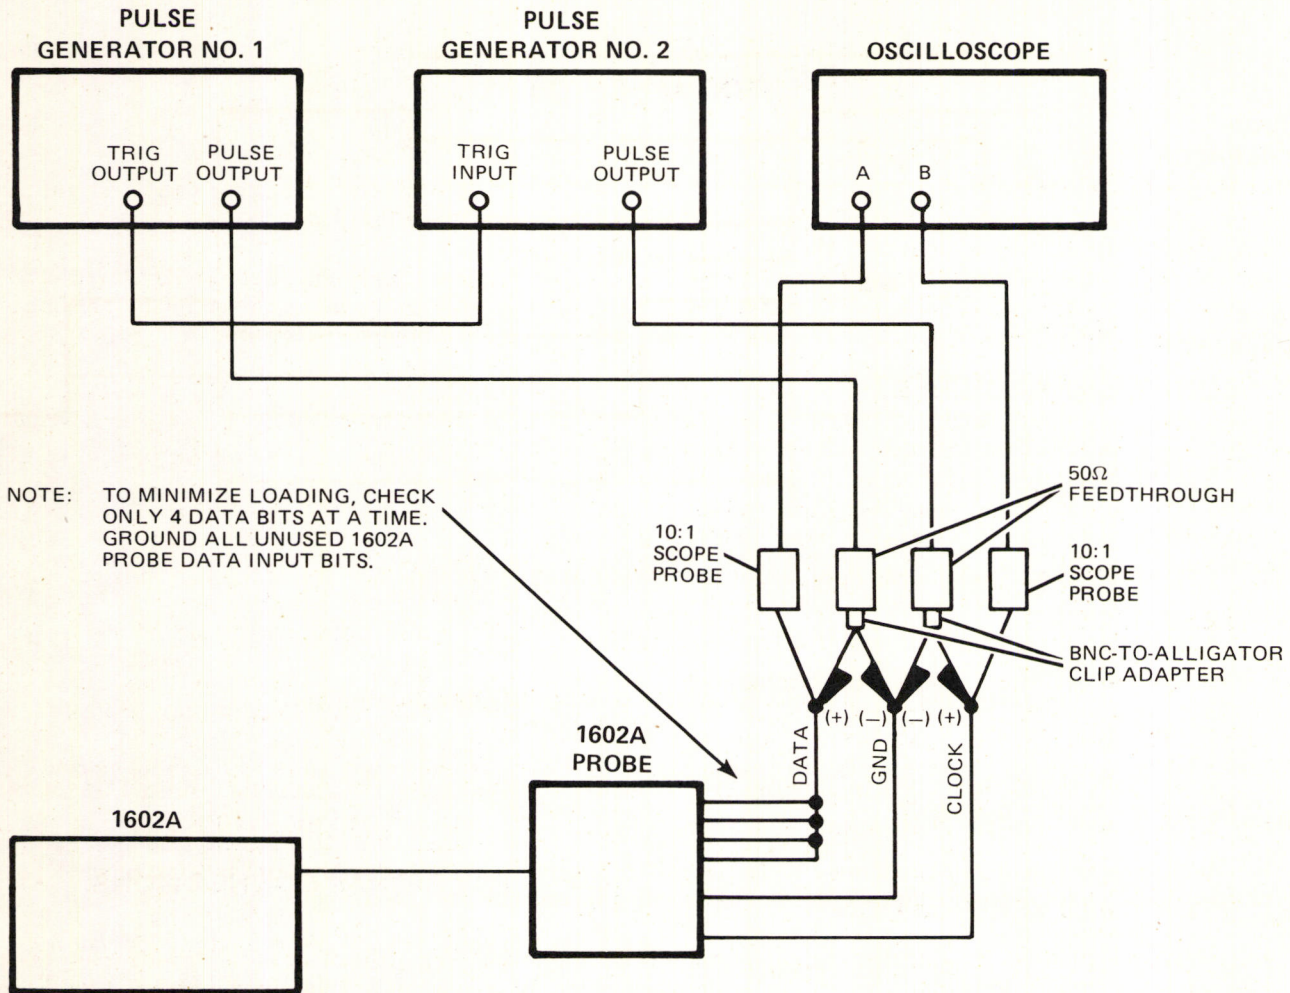 PULSE
GENERATOR NO. 1
PULSE
GENERATOR NO. 2
OSCILLOSCOPE
TRIG
OUTPUT
PULSE
OUTPUT
TRIG
INPUT
PULSE
OUTPUT
A
B
NOTE: TO MINIMIZE LOADING, CHECK
ONLY 4 DATA BITS AT A TIME.
GROUND ALL UNUSED 1602A
PROBE DATA INPUT BITS.
50Ω
FEEDTHROUGH
10:1
SCOPE
PROBE
10:1
SCOPE
PROBE
BNC-TO-ALLIGATOR
CLIP ADAPTER
(+) (—) (—) (+)
DATA
GND
CLOCK
1602A
PROBE
1602A